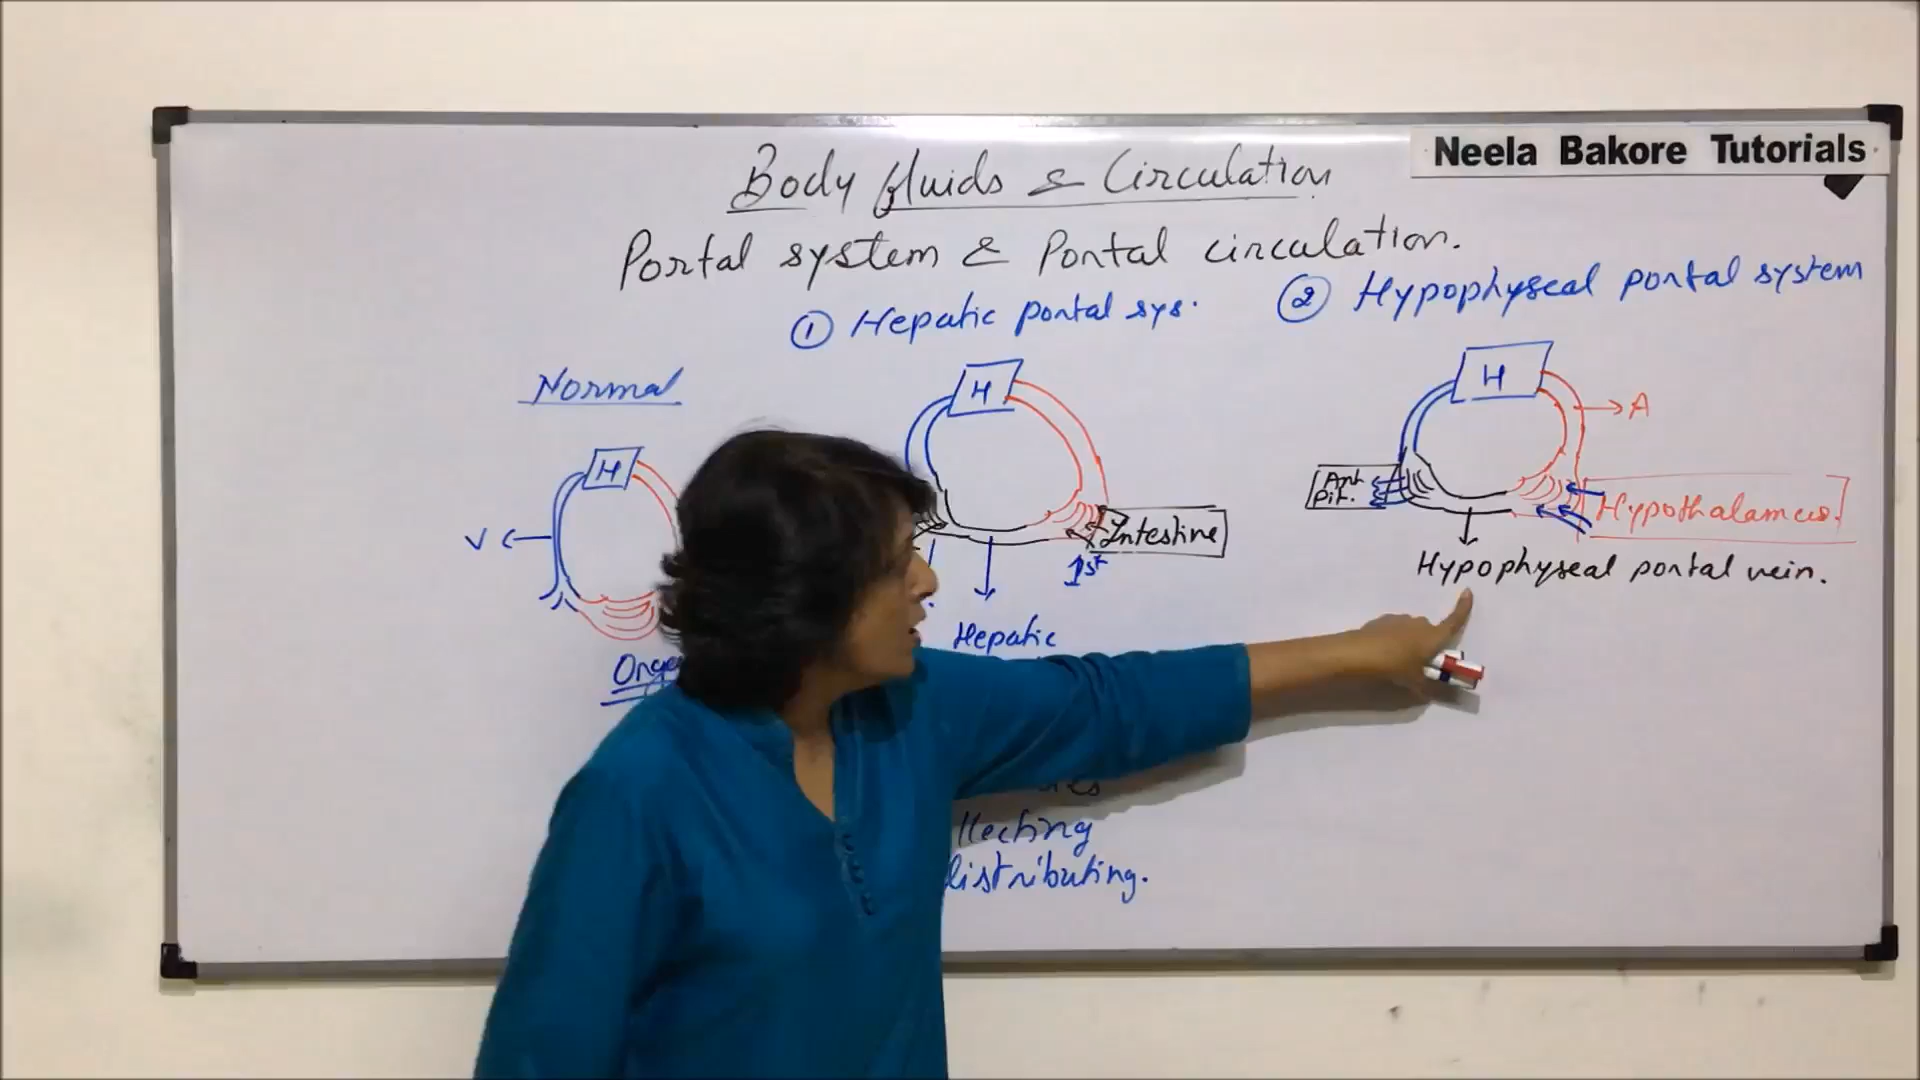 Neela Bakore Tutorials
Body fluids & Circulation
Portal system & Portal circulation.
① Hepatic portal sys.
② Hypophyseal portal system
Normal
H
H
H
A
V
Ant.
Pit.
Intestine
1st
Hypothalamus.
Hypophyseal portal vein.
Hepatic
llecting
distributing.